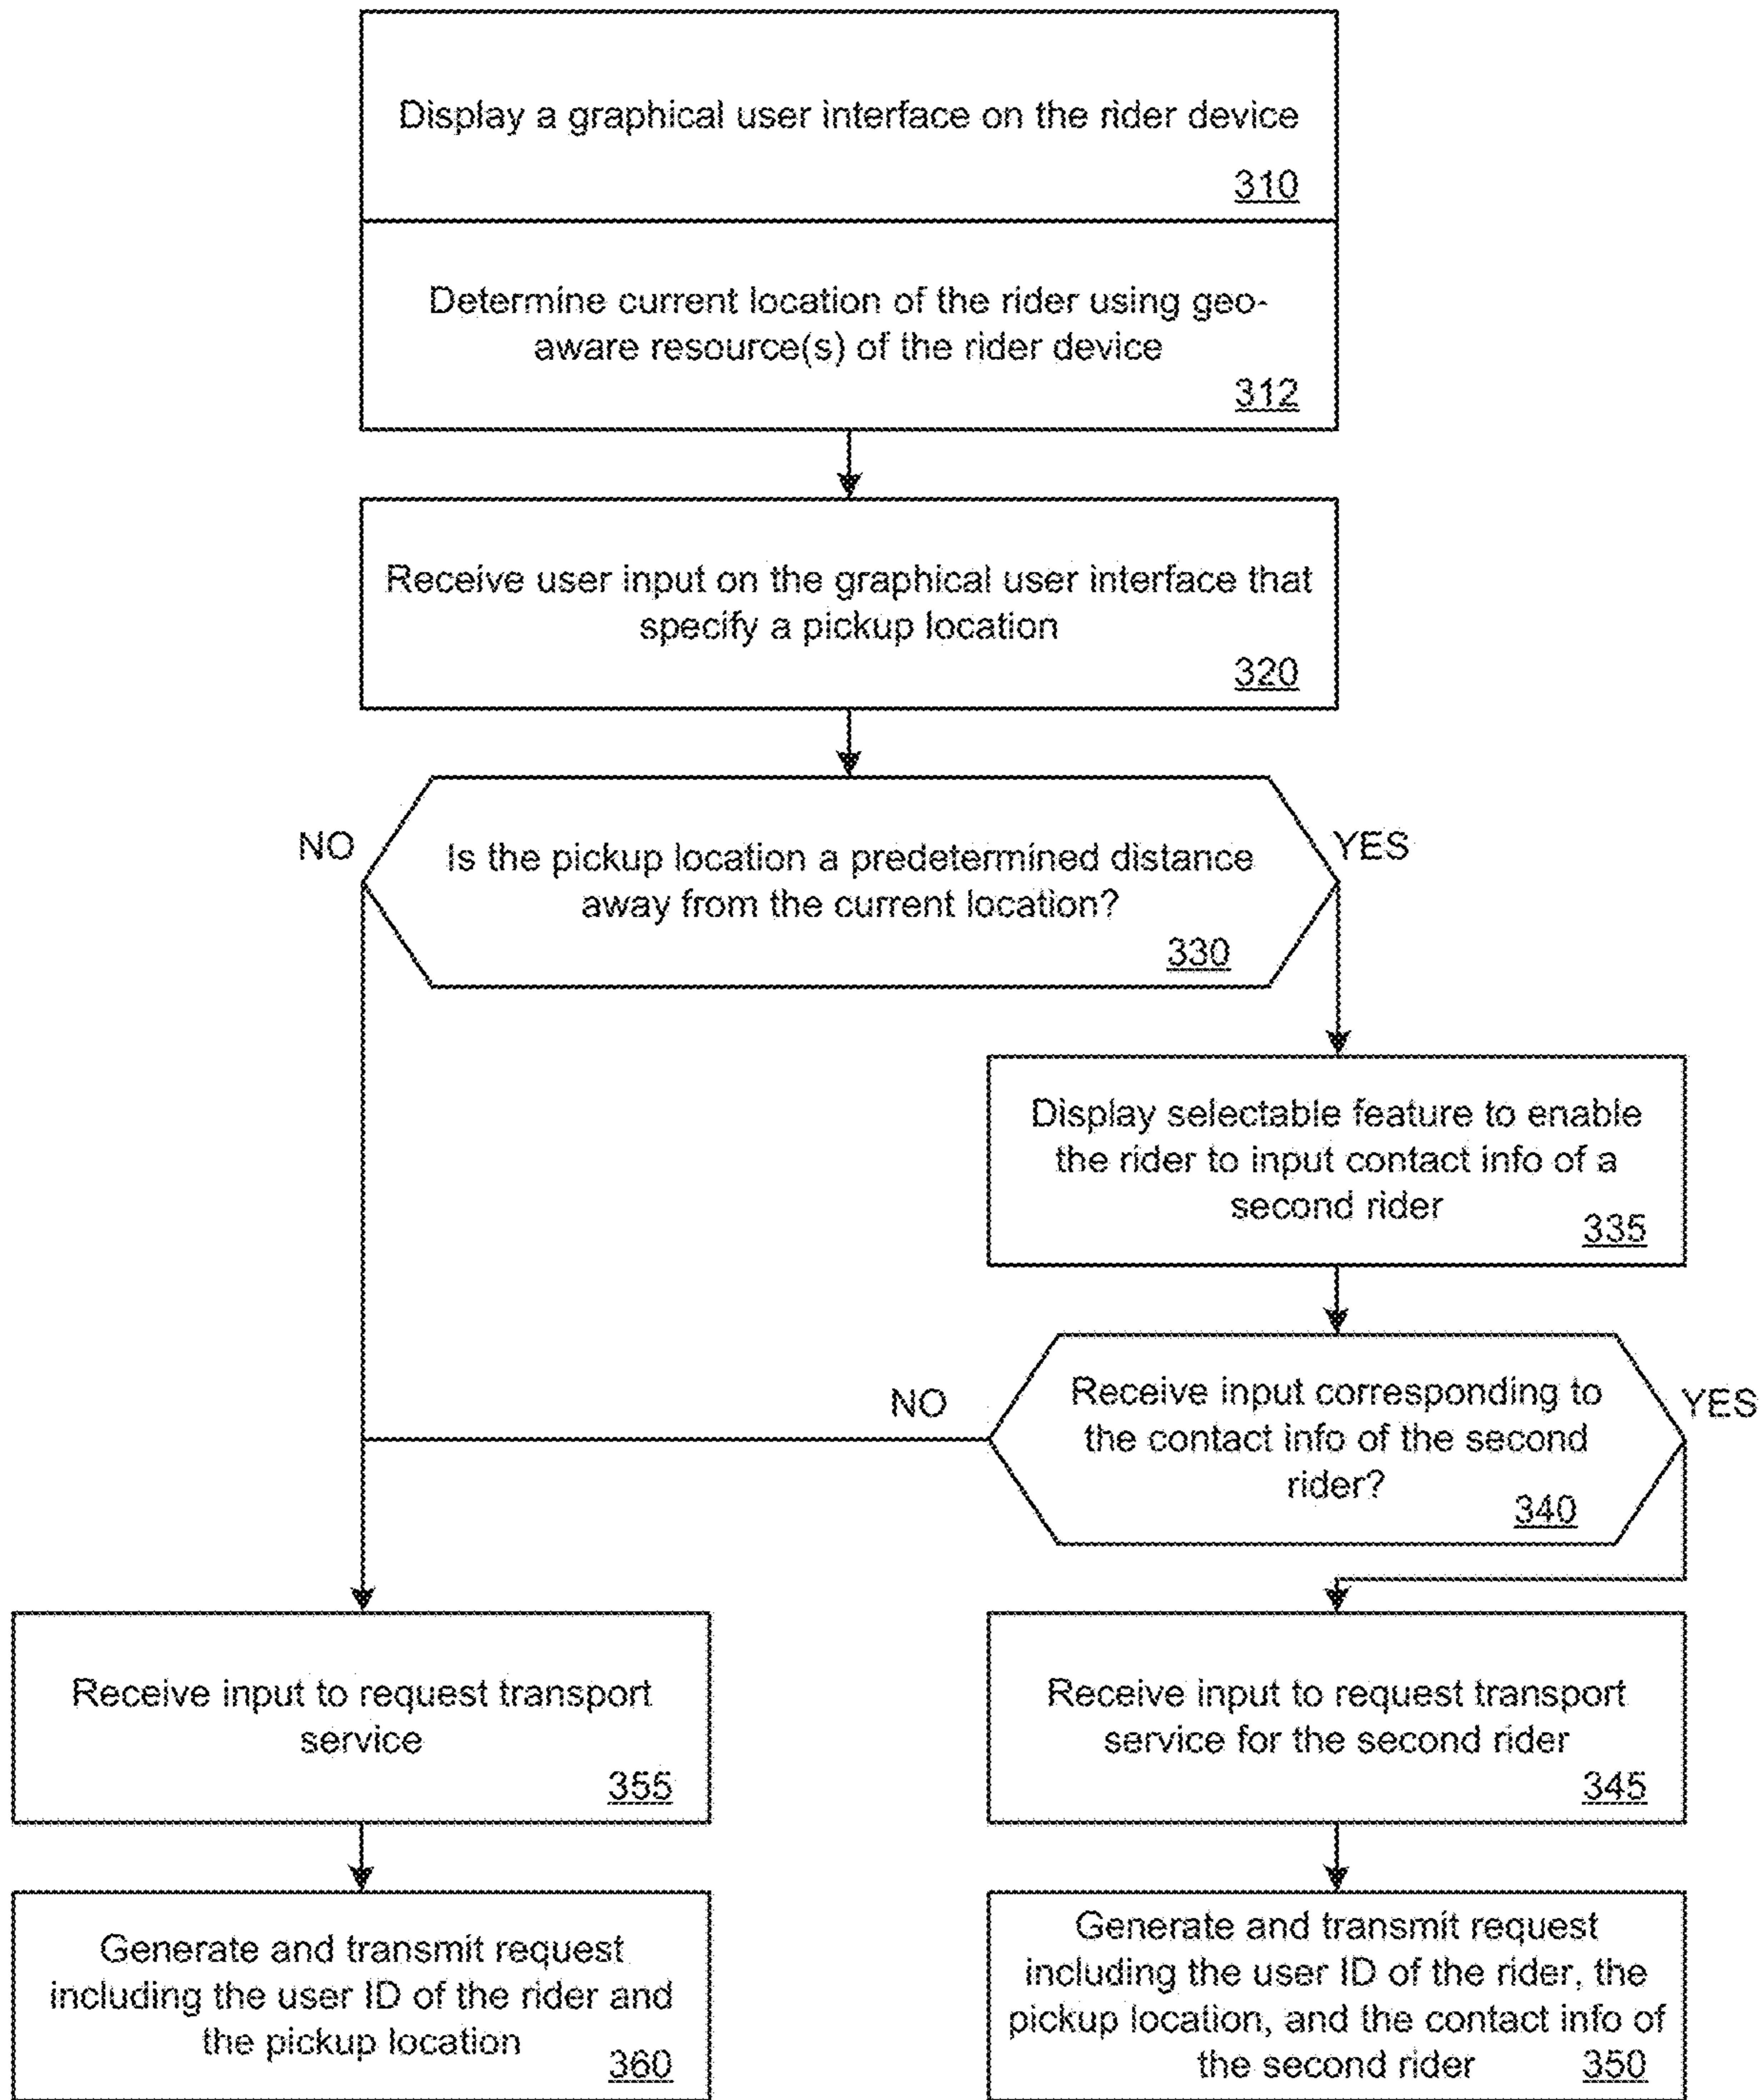 Display a graphical user interface on the rider device
310
Determine current location of the rider using geo-
aware resource(s) of the rider device
312
Receive user input on the graphical user interface that
specify a pickup location
320
NO
YES
Is the pickup location a predetermined distance
away from the current location?
330
Display selectable feature to enable
the rider to input contact info of a
second rider
335
NO
YES
Receive input corresponding to
the contact info of the second
rider?
340
Receive input to request transport
service
355
Receive input to request transport
service for the second rider
345
Generate and transmit request
including the user ID of the rider and
the pickup location
360
Generate and transmit request
including the user ID of the rider, the
pickup location, and the contact info of
the second rider
350